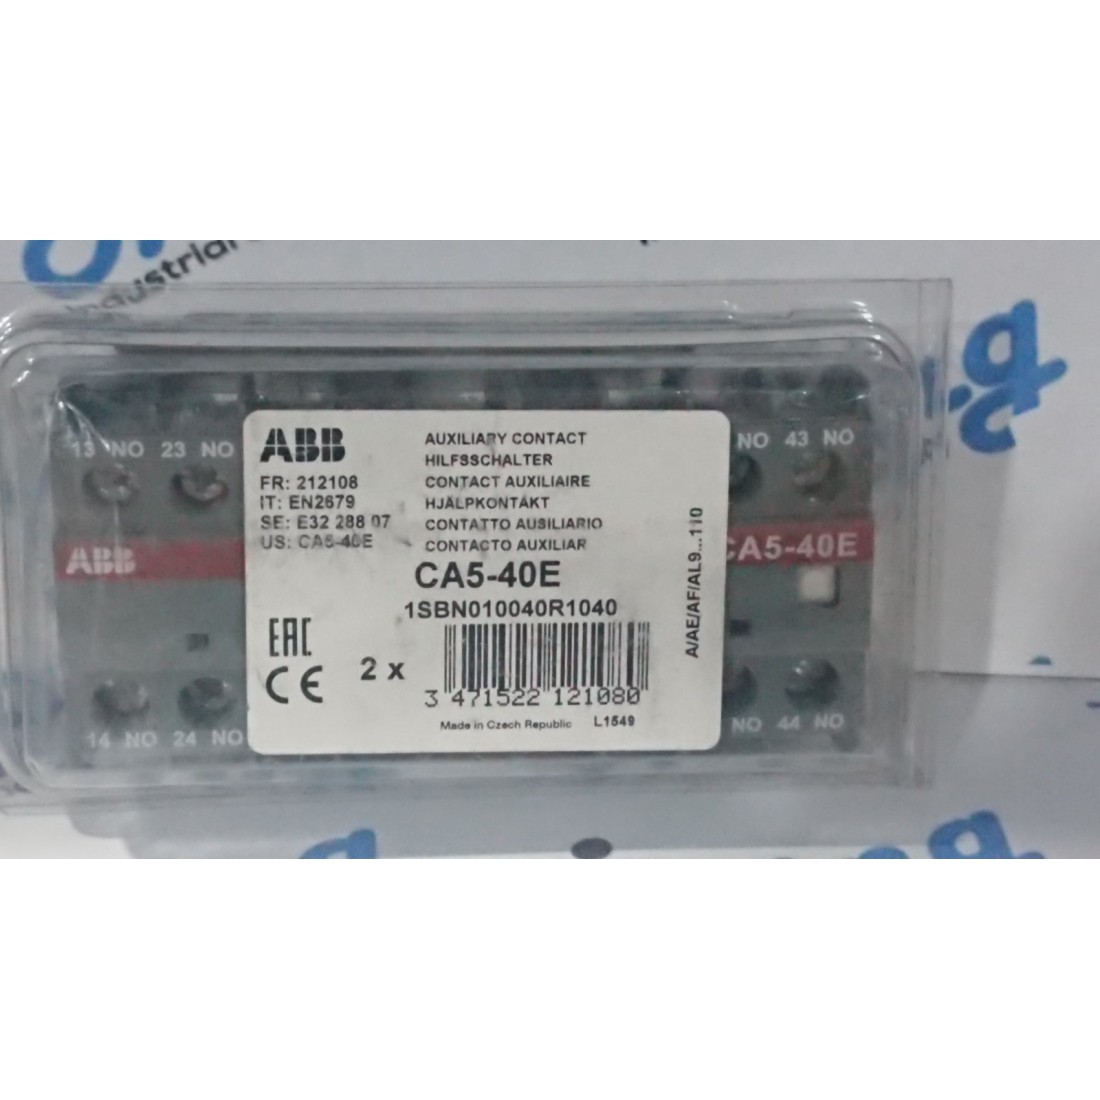 industrial
13 NO 23 NO
ABB
FR: 212108
IT: EN2679
SE: E32 288 07
US: CA5-40E
AUXILIARY CONTACT
HILFSSCHALTER
CONTACT AUXILIAIRE
HJÄLPKONTAKT
CONTATTO AUSILIARIO
CONTACTO AUXILIAR
CA5-40E
1SBN010040R1040
EAC
CE
2 x
3 471522 121080
Made in Czech Republic L1549
A/AE/AF/AL9...110
NO 43 NO
ABB
CA5-40E
14 NO 24 NO
NO 44 NO